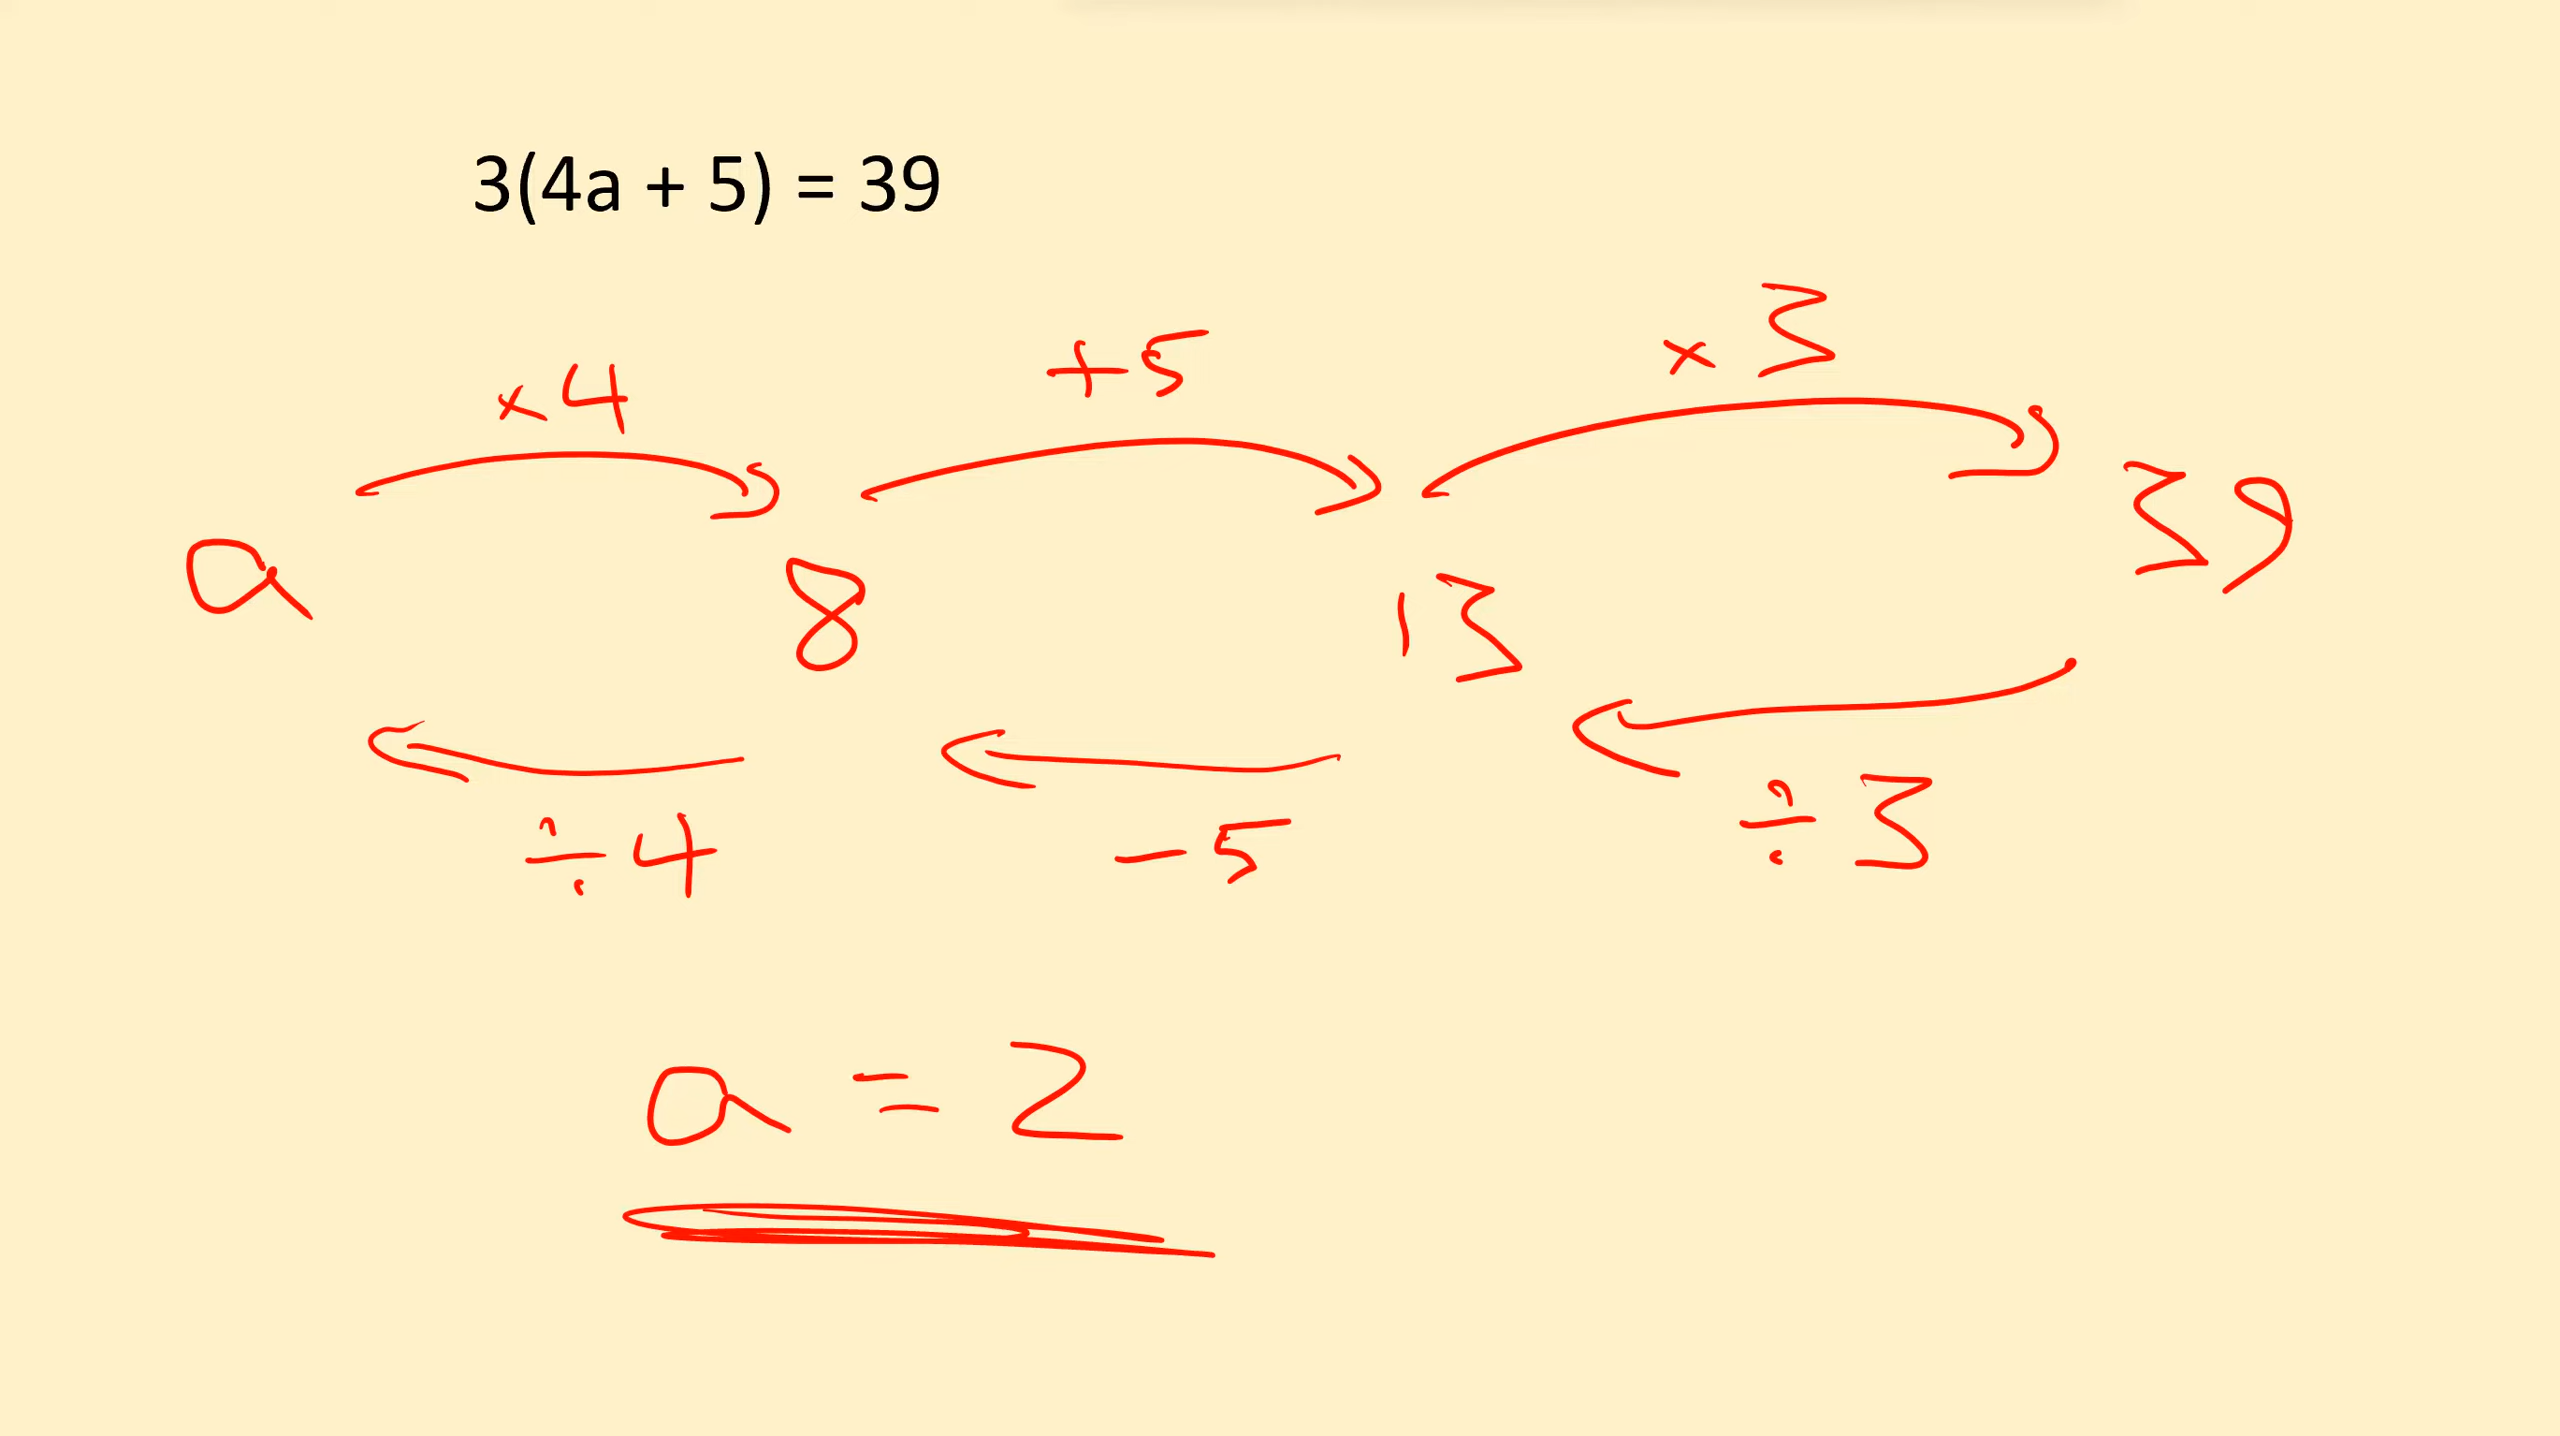 3(4a + 5) = 39
×4 +5 ×3
a 8 13 39
÷4 −5 ÷3
a = 2